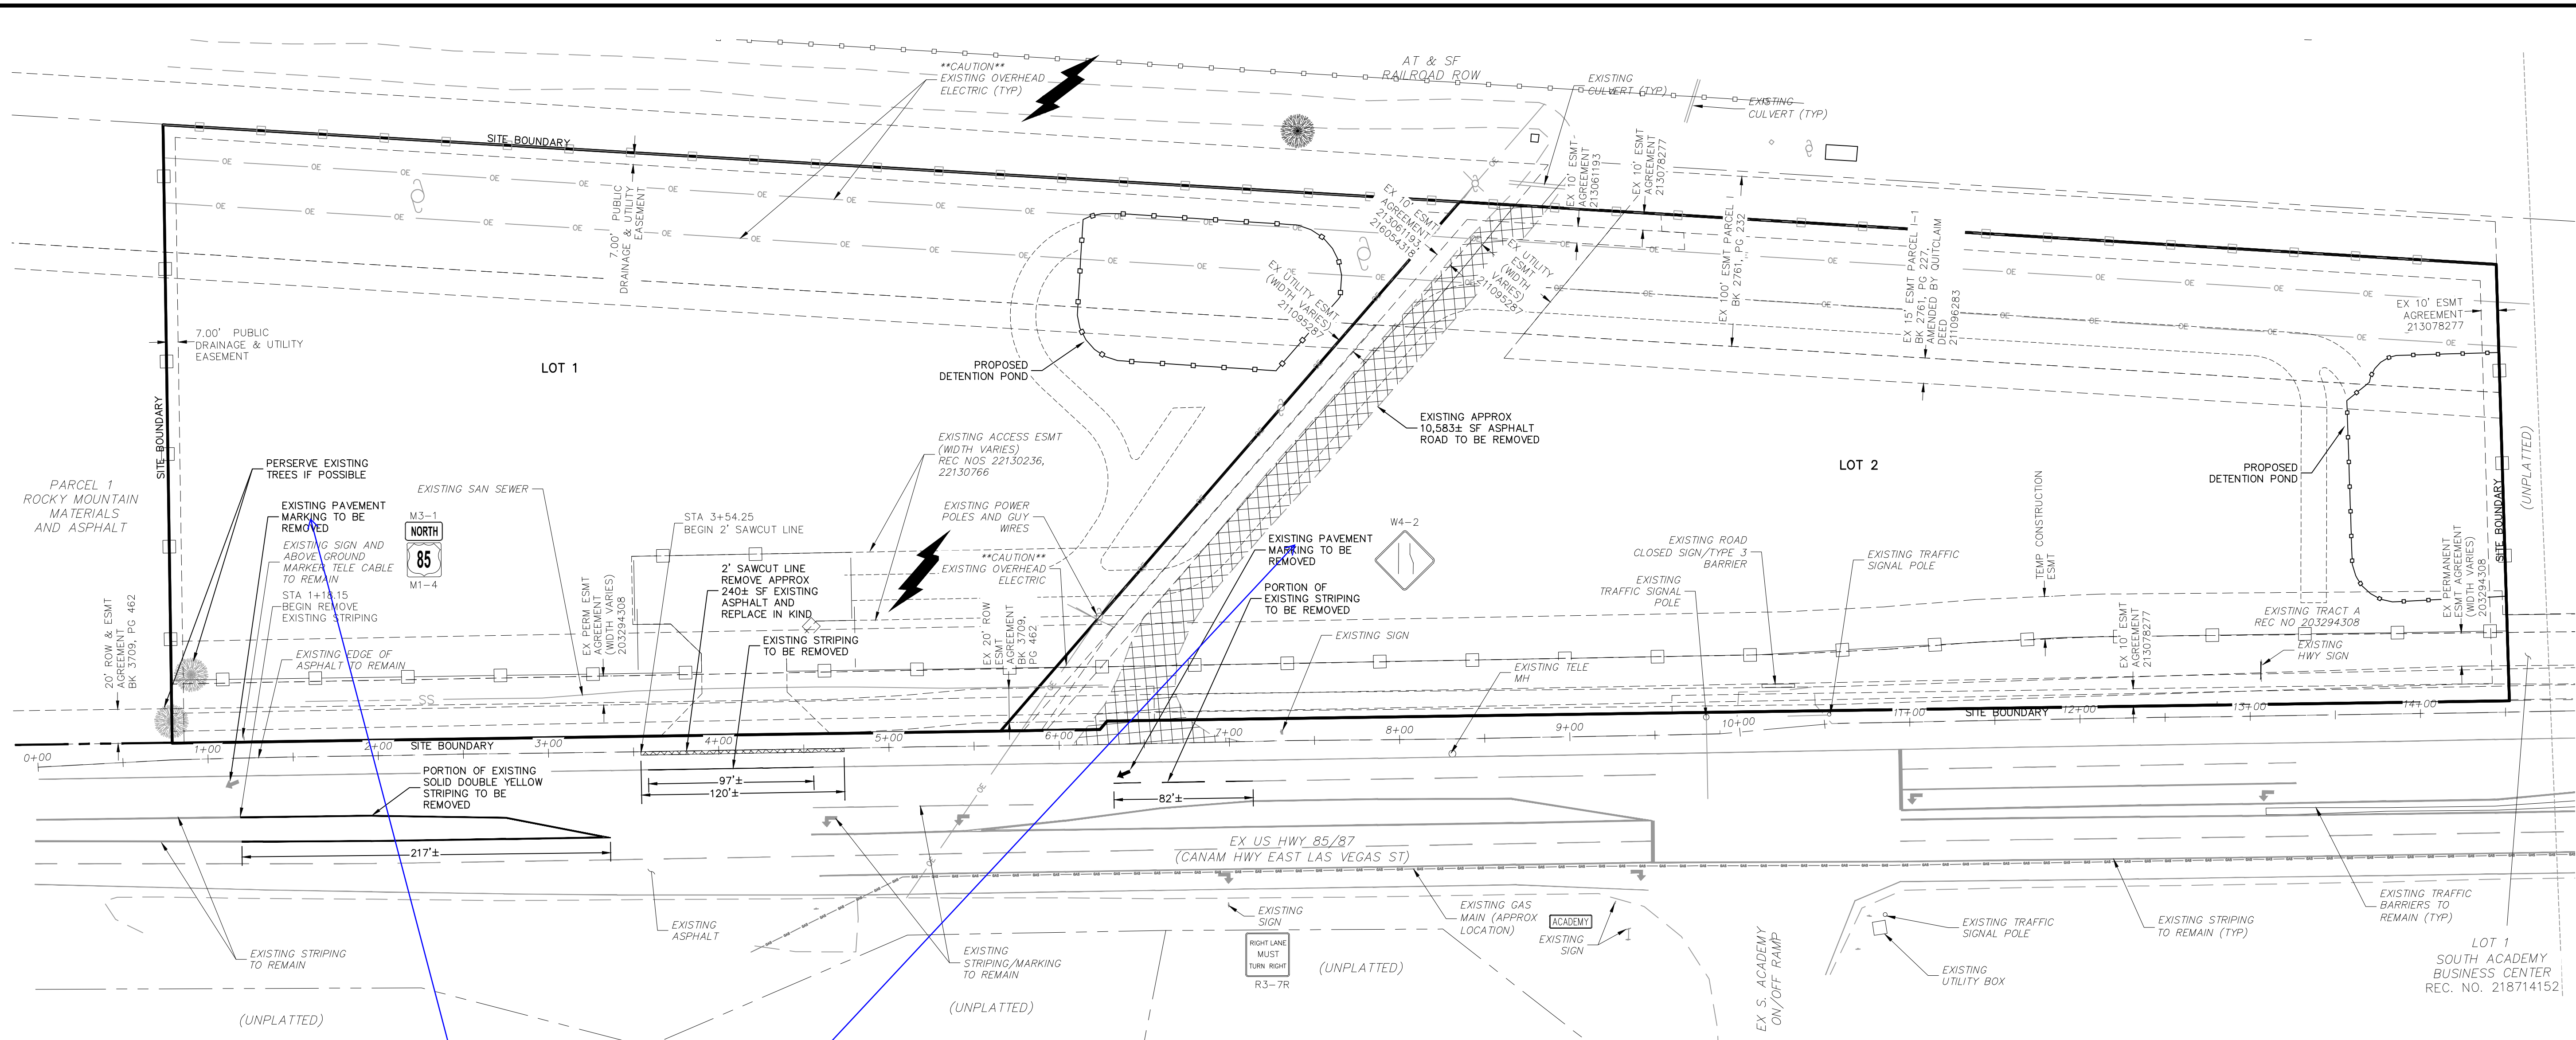 AT & SF
RAILROAD ROW
**CAUTION**
EXISTING OVERHEAD
ELECTRIC (TYP)
EXISTING
CULVERT (TYP)
EXISTING
CULVERT (TYP)
SITE BOUNDARY
OE
7.00' PUBLIC
DRAINAGE & UTILITY
EASEMENT
EX 10' ESMT
AGREEMENT
213061193,
216054318
EX 10' ESMT
AGREEMENT
213061193
EX 10' ESMT
AGREEMENT
213078277
EX UTILITY ESMT
(WIDTH VARIES)
211095287
EX UTILITY
ESMT
(WIDTH
VARIES)
211095287
EX 100' ESMT PARCEL I
BK 2761, PG 232
EX 15' ESMT PARCEL I-1
BK 2761, PG 227,
AMENDED BY QUITCLAIM
DEED
211096283
EX 10' ESMT
AGREEMENT
213078277
7.00' PUBLIC
DRAINAGE & UTILITY
EASEMENT
LOT 1
PROPOSED
DETENTION POND
SITE BOUNDARY
EXISTING APPROX
10,583± SF ASPHALT
ROAD TO BE REMOVED
LOT 2
PROPOSED
DETENTION POND
(UNPLATTED)
SITE BOUNDARY
PARCEL 1
ROCKY MOUNTAIN
MATERIALS
AND ASPHALT
PERSERVE EXISTING
TREES IF POSSIBLE
EXISTING PAVEMENT
MARKING TO BE
REMOVED
M3-1
NORTH
85
M1-4
EXISTING SIGN AND
ABOVE GROUND
MARKER TELE CABLE
TO REMAIN
STA 1+18.15
BEGIN REMOVE
EXISTING STRIPING
EXISTING EDGE OF
ASPHALT TO REMAIN
20' ROW & ESMT
AGREEMENT
BK 3709, PG 462
EXISTING SAN SEWER
EXISTING ACCESS ESMT
(WIDTH VARIES)
REC NOS 22130236,
22130766
STA 3+54.25
BEGIN 2' SAWCUT LINE
EXISTING POWER
POLES AND GUY
WIRES
**CAUTION**
EXISTING OVERHEAD
ELECTRIC
2' SAWCUT LINE
REMOVE APPROX
240± SF EXISTING
ASPHALT AND
REPLACE IN KIND
EXISTING STRIPING
TO BE REMOVED
EX PERM ESMT
AGREEMENT
(WIDTH VARIES)
203294308
EX 20' ROW
ESMT
AGREEMENT
BK 3709,
PG 462
EXISTING PAVEMENT
MARKING TO BE
REMOVED
PORTION OF
EXISTING STRIPING
TO BE REMOVED
W4-2
EXISTING SIGN
EXISTING TELE
MH
EXISTING ROAD
CLOSED SIGN/TYPE 3
BARRIER
EXISTING
TRAFFIC SIGNAL
POLE
EXISTING TRAFFIC
SIGNAL POLE
TEMP CONSTRUCTION
ESMT
EX 10' ESMT
AGREEMENT
213078277
EXISTING TRACT A
REC NO 203294308
EXISTING
HWY SIGN
EX PERMANENT
ESMT AGREEMENT
(WIDTH VARIES)
203294308
SS
0+00
1+00
2+00
SITE BOUNDARY
3+00
4+00
5+00
6+00
7+00
8+00
9+00
10+00
11+00
SITE BOUNDARY
12+00
13+00
14+00
PORTION OF EXISTING
SOLID DOUBLE YELLOW
STRIPING TO BE
REMOVED
97'±
120'±
82'±
217'±
EX US HWY 85/87
(CANAM HWY EAST LAS VEGAS ST)
EXISTING STRIPING
TO REMAIN
EXISTING
ASPHALT
EXISTING
STRIPING/MARKING
TO REMAIN
EXISTING
SIGN
RIGHT LANE
MUST
TURN RIGHT
R3-7R
EXISTING GAS
MAIN (APPROX
LOCATION)
ACADEMY
EXISTING
SIGN
(UNPLATTED)
(UNPLATTED)
(UNPLATTED)
EX S. ACADEMY
ON/OFF RAMP
EXISTING TRAFFIC
SIGNAL POLE
EXISTING
UTILITY BOX
EXISTING STRIPING
TO REMAIN (TYP)
EXISTING TRAFFIC
BARRIERS TO
REMAIN (TYP)
LOT 1
SOUTH ACADEMY
BUSINESS CENTER
REC. NO. 218714152